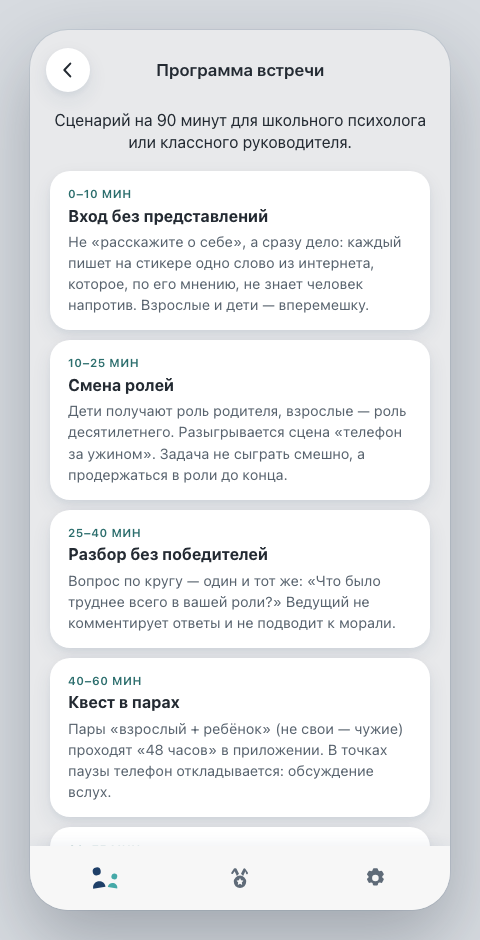 Программа встречи
Сценарий на 90 минут для школьного психолога
или классного руководителя.
0–10 МИН
Вход без представлений
Не «расскажите о себе», а сразу дело: каждый
пишет на стикере одно слово из интернета,
которое, по его мнению, не знает человек
напротив. Взрослые и дети — вперемешку.
10–25 МИН
Смена ролей
Дети получают роль родителя, взрослые — роль
десятилетнего. Разыгрывается сцена «телефон
за ужином». Задача не сыграть смешно, а
продержаться в роли до конца.
25–40 МИН
Разбор без победителей
Вопрос по кругу — один и тот же: «Что было
труднее всего в вашей роли?» Ведущий не
комментирует ответы и не подводит к морали.
40–60 МИН
Квест в парах
Пары «взрослый + ребёнок» (не свои — чужие)
проходят «48 часов» в приложении. В точках
паузы телефон откладывается: обсуждение
вслух.